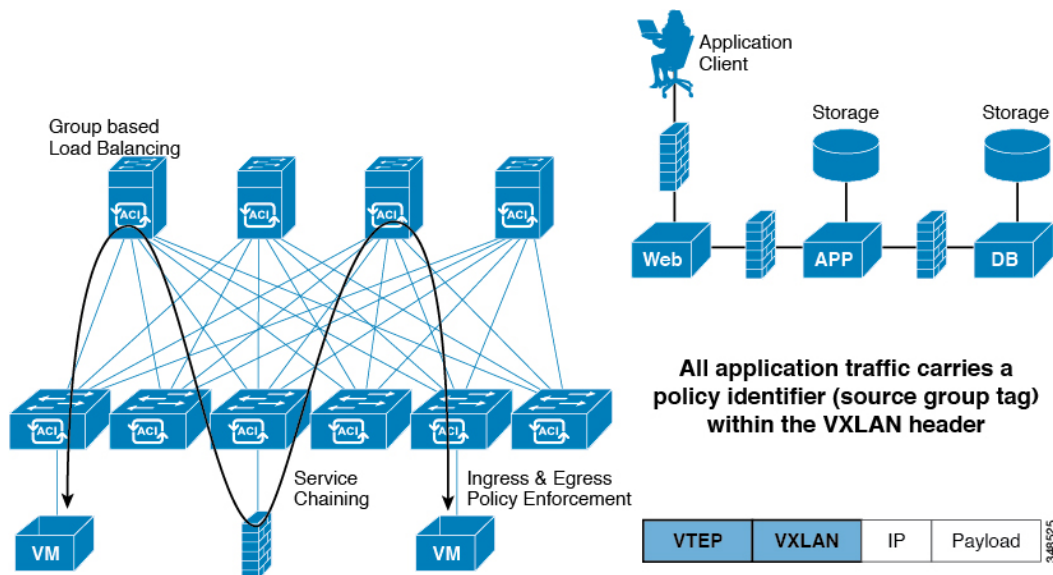 Group based
Load Balancing
ACI
ACI
ACI
ACI
ACI
ACI
ACI
ACI
ACI
ACI
Service
Chaining
Ingress & Egress
Policy Enforcement
VM
VM
Application
Client
Storage
Storage
Web
APP
DB
All application traffic carries a
policy identifier (source group tag)
within the VXLAN header
VTEP
VXLAN
IP
Payload
348525